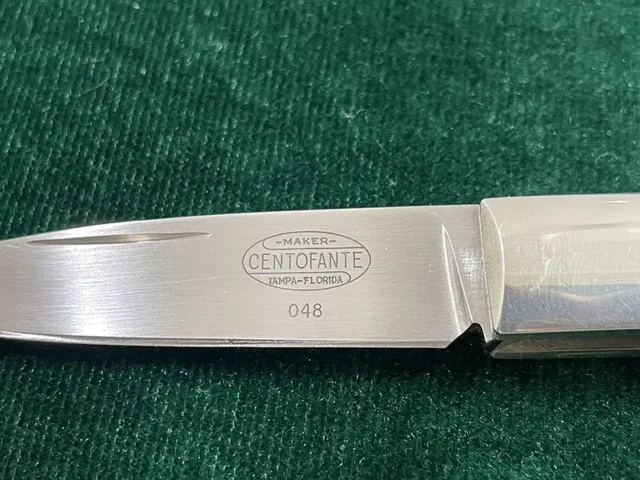 -MAKER-
CENTOFANTE
TAMPA-FLORIDA
048